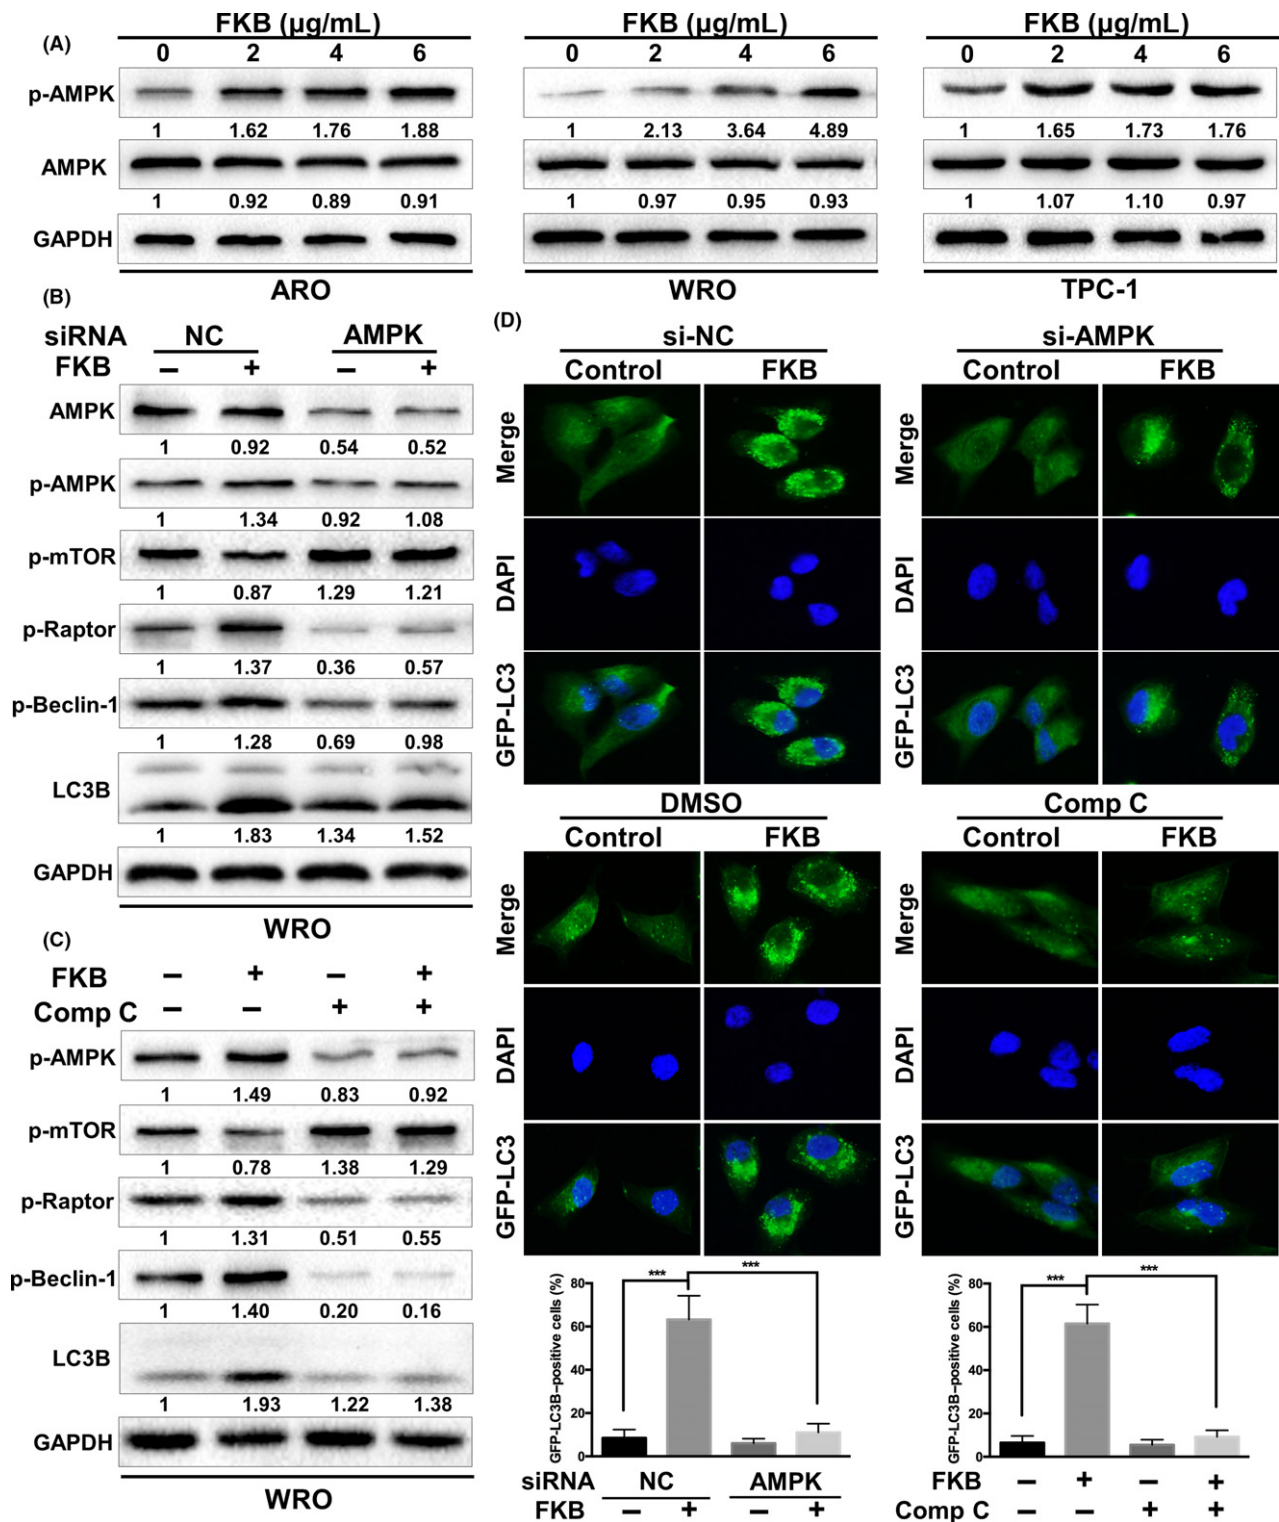 (A)
FKB (μg/mL)
0 2 4 6
p-AMPK
1 1.62 1.76 1.88
AMPK
1 0.92 0.89 0.91
GAPDH
ARO
FKB (μg/mL)
0 2 4 6
1 2.13 3.64 4.89
1 0.97 0.95 0.93
WRO
FKB (μg/mL)
0 2 4 6
1 1.65 1.73 1.76
1 1.07 1.10 0.97
TPC-1
(B)
siRNA NC AMPK
FKB – + – +
AMPK
1 0.92 0.54 0.52
p-AMPK
1 1.34 0.92 1.08
p-mTOR
1 0.87 1.29 1.21
p-Raptor
1 1.37 0.36 0.57
p-Beclin-1
1 1.28 0.69 0.98
LC3B
1 1.83 1.34 1.52
GAPDH
WRO
(C)
FKB – + – +
Comp C – – + +
p-AMPK
1 1.49 0.83 0.92
p-mTOR
1 0.78 1.38 1.29
p-Raptor
1 1.31 0.51 0.55
p-Beclin-1
1 1.40 0.20 0.16
LC3B
1 1.93 1.22 1.38
GAPDH
WRO
(D)
si-NC
Control FKB
Merge
DAPI
GFP-LC3
si-AMPK
Control FKB
Merge
DAPI
GFP-LC3
DMSO
Control FKB
Merge
DAPI
GFP-LC3
Comp C
Control FKB
Merge
DAPI
GFP-LC3
GFP-LC3B–positive cells (%)
80
60
40
20
0
*** ***
siRNA NC AMPK
FKB – + – +
GFP-LC3B–positive cells (%)
80
60
40
20
0
*** ***
FKB – + – +
Comp C – – + +